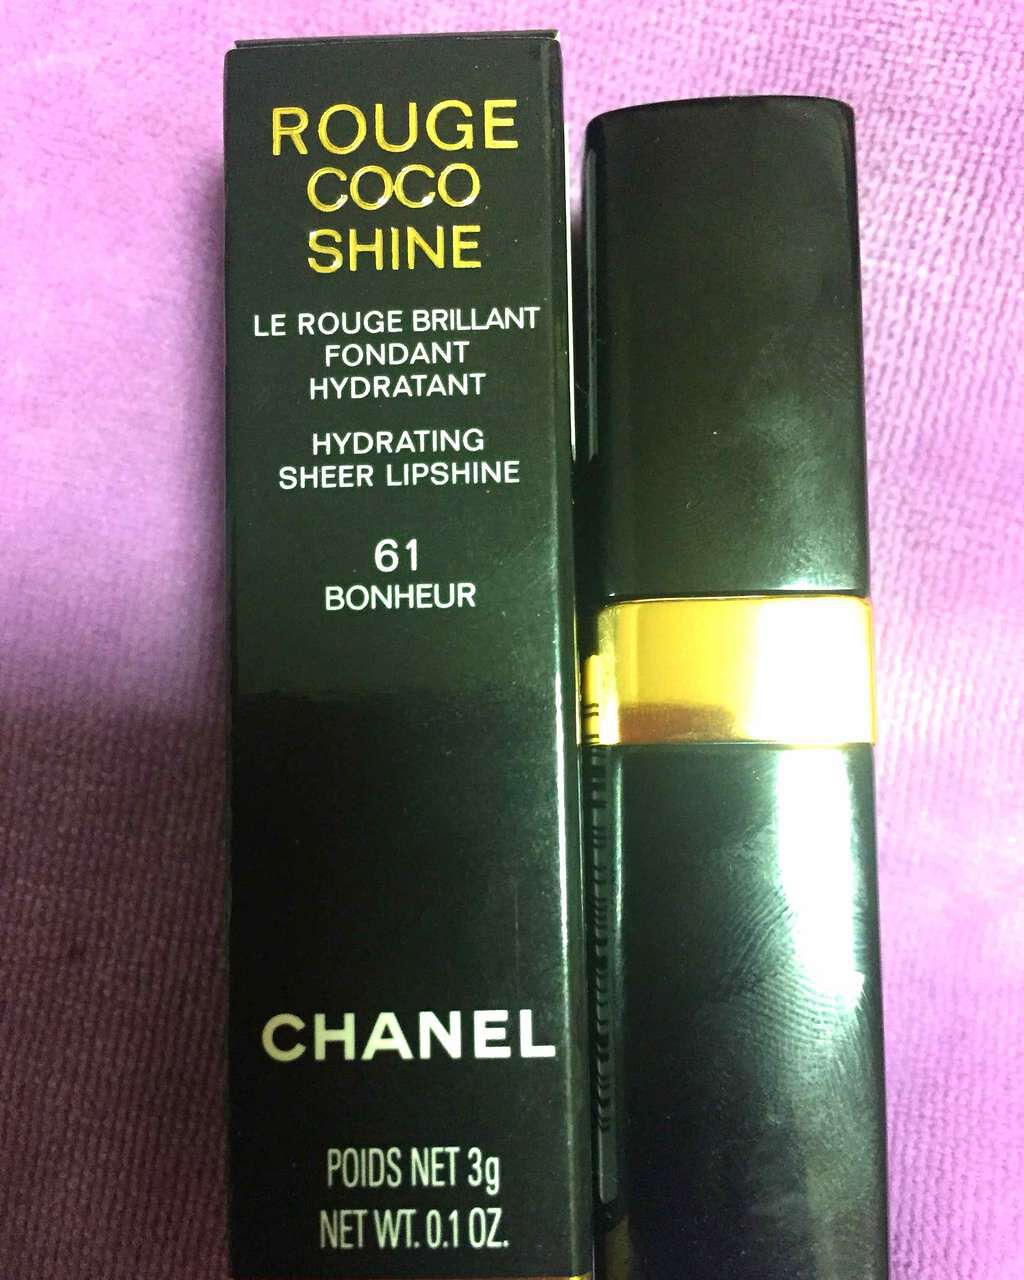 ROUGE
COCO
SHINE
LE ROUGE BRILLANT
FONDANT
HYDRATANT
HYDRATING
SHEER LIPSHINE
61
BONHEUR
CHANEL
POIDS NET 3g
NET WT. 0.1 OZ.